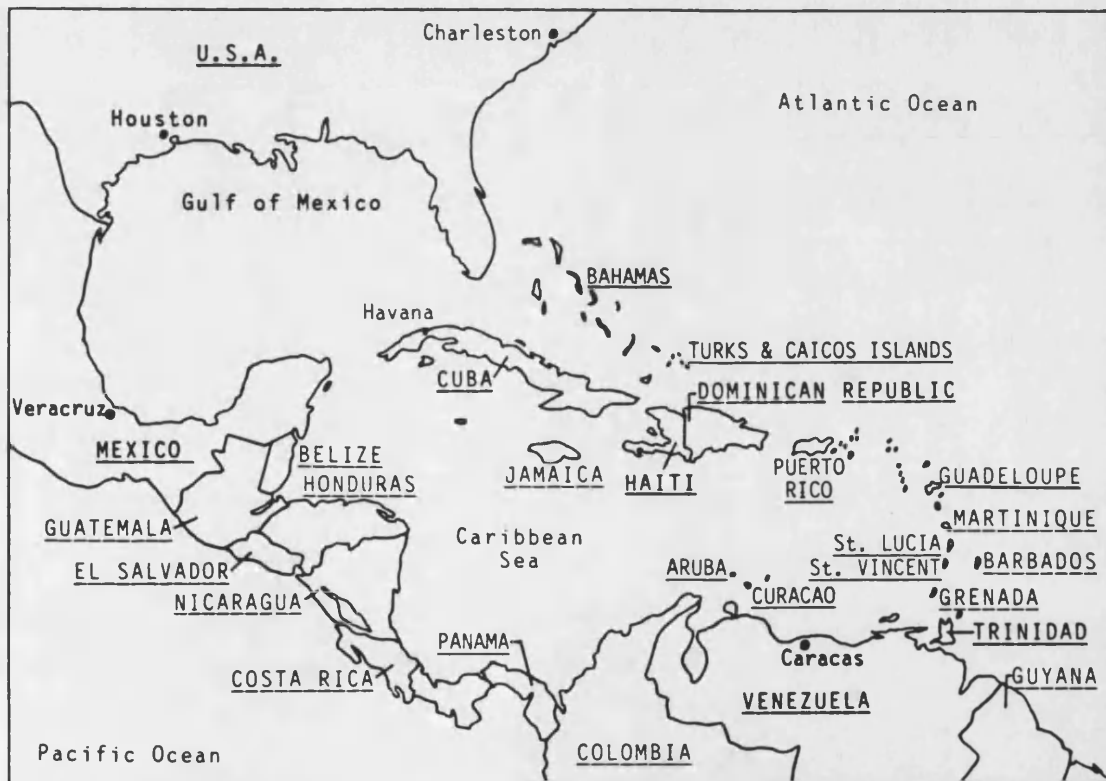 Charleston
U.S.A.
Atlantic Ocean
Houston
Gulf of Mexico
BAHAMAS
Havana
TURKS & CAICOS ISLANDS
CUBA
DOMINICAN REPUBLIC
Veracruz
MEXICO
BELIZE
HONDURAS
JAMAICA
HAITI
PUERTO
RICO
GUADELOUPE
GUATEMALA
MARTINIQUE
Caribbean
Sea
St. LUCIA
EL SALVADOR
ARUBA
St. VINCENT
BARBADOS
NICARAGUA
CURACAO
GRENADA
PANAMA
TRINIDAD
Caracas
COSTA RICA
GUYANA
VENEZUELA
Pacific Ocean
COLOMBIA